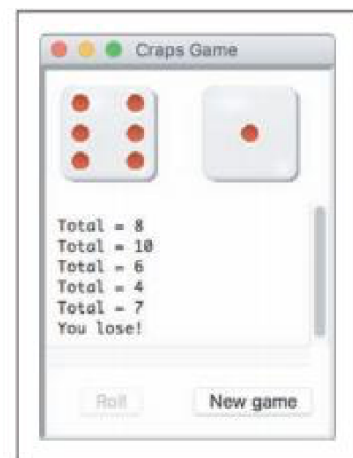 Craps Game
Total = 8
Total = 10
Total = 6
Total = 4
Total = 7
You lose!
Roll
New game